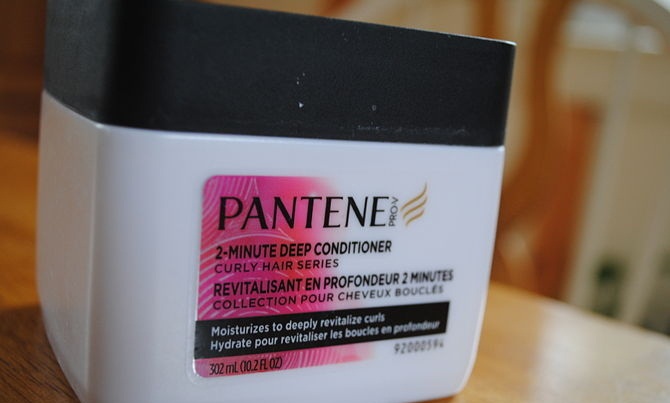 PANTENE PRO-V
2-MINUTE DEEP CONDITIONER
CURLY HAIR SERIES
REVITALISANT EN PROFONDEUR 2 MINUTES
COLLECTION POUR CHEVEUX BOUCLÉS
Moisturizes to deeply revitalize curls
Hydrate pour revitaliser les boucles en profondeur
92000594
302 mL (10.2 FL OZ)